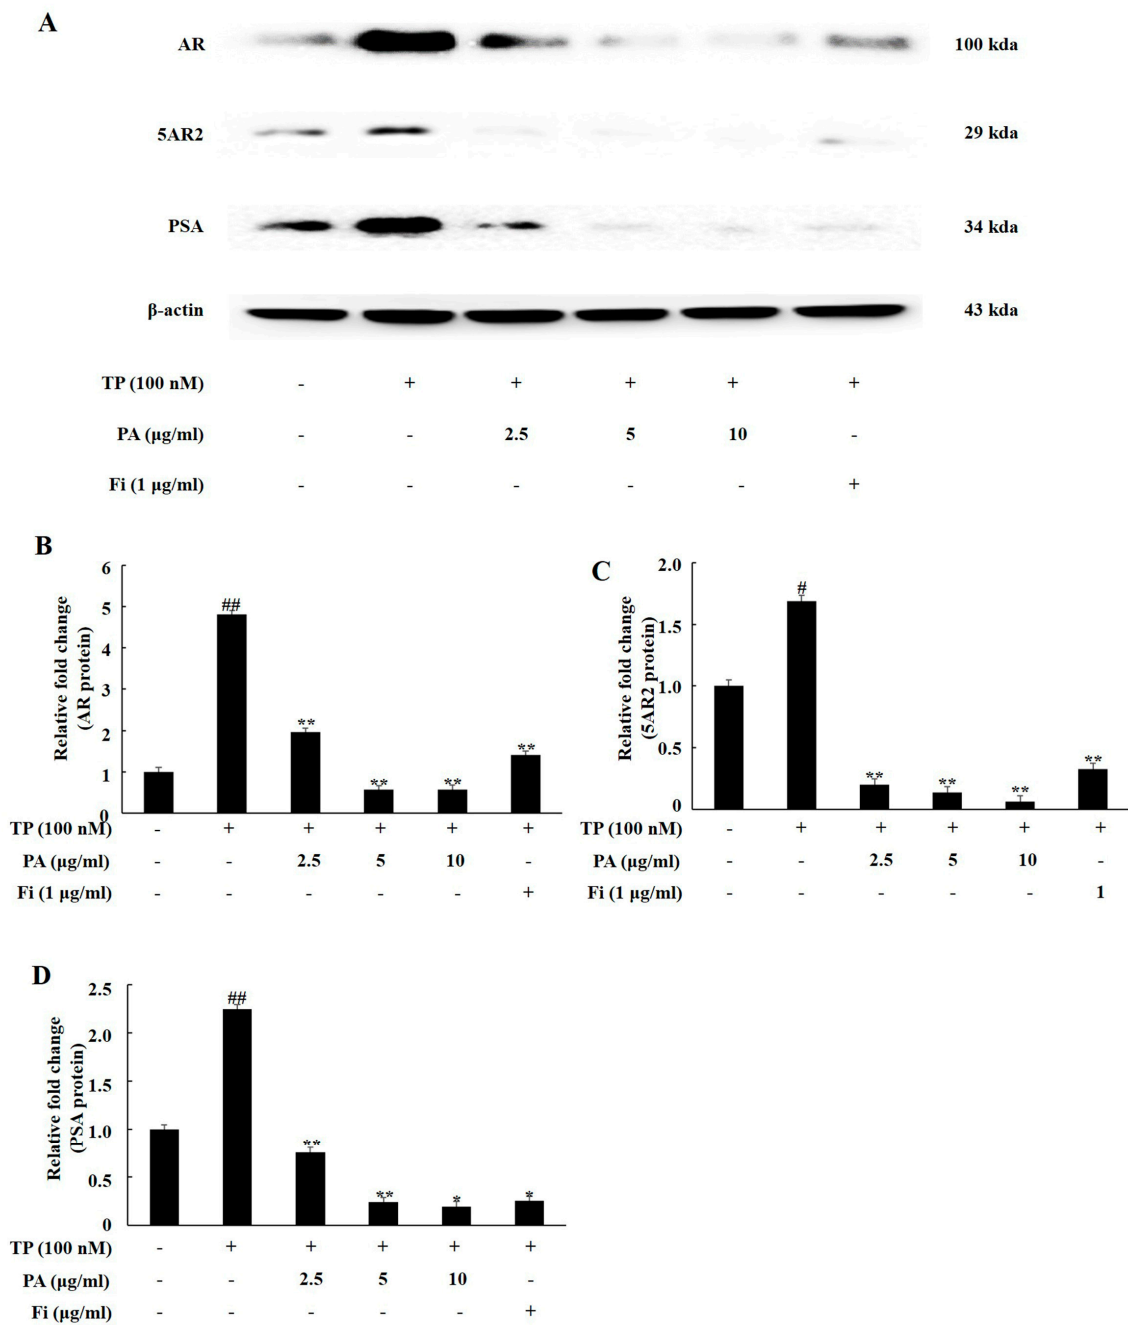 A
AR 100 kda
5AR2 29 kda
PSA 34 kda
β-actin 43 kda
TP (100 nM) - + + + + +
PA (μg/ml) - - 2.5 5 10 -
Fi (1 μg/ml) - - - - - +
B
Relative fold change
(AR protein)
6
5
4
3
2
1
0
##
**
**
**
**
TP (100 nM) - + + + + +
PA (μg/ml) - - 2.5 5 10 -
Fi (1 μg/ml) - - - - - +
C
Relative fold change
(5AR2 protein)
2.0
1.5
1.0
0.5
0
#
**
**
**
**
TP (100 nM) - + + + + +
PA (μg/ml) - - 2.5 5 10 -
Fi (1 μg/ml) - - - - - 1
D
Relative fold change
(PSA protein)
2.5
2.0
1.5
1.0
0.5
0
##
**
**
*
*
TP (100 nM) - + + + + +
PA (μg/ml) - - 2.5 5 10 -
Fi (μg/ml) - - - - - +